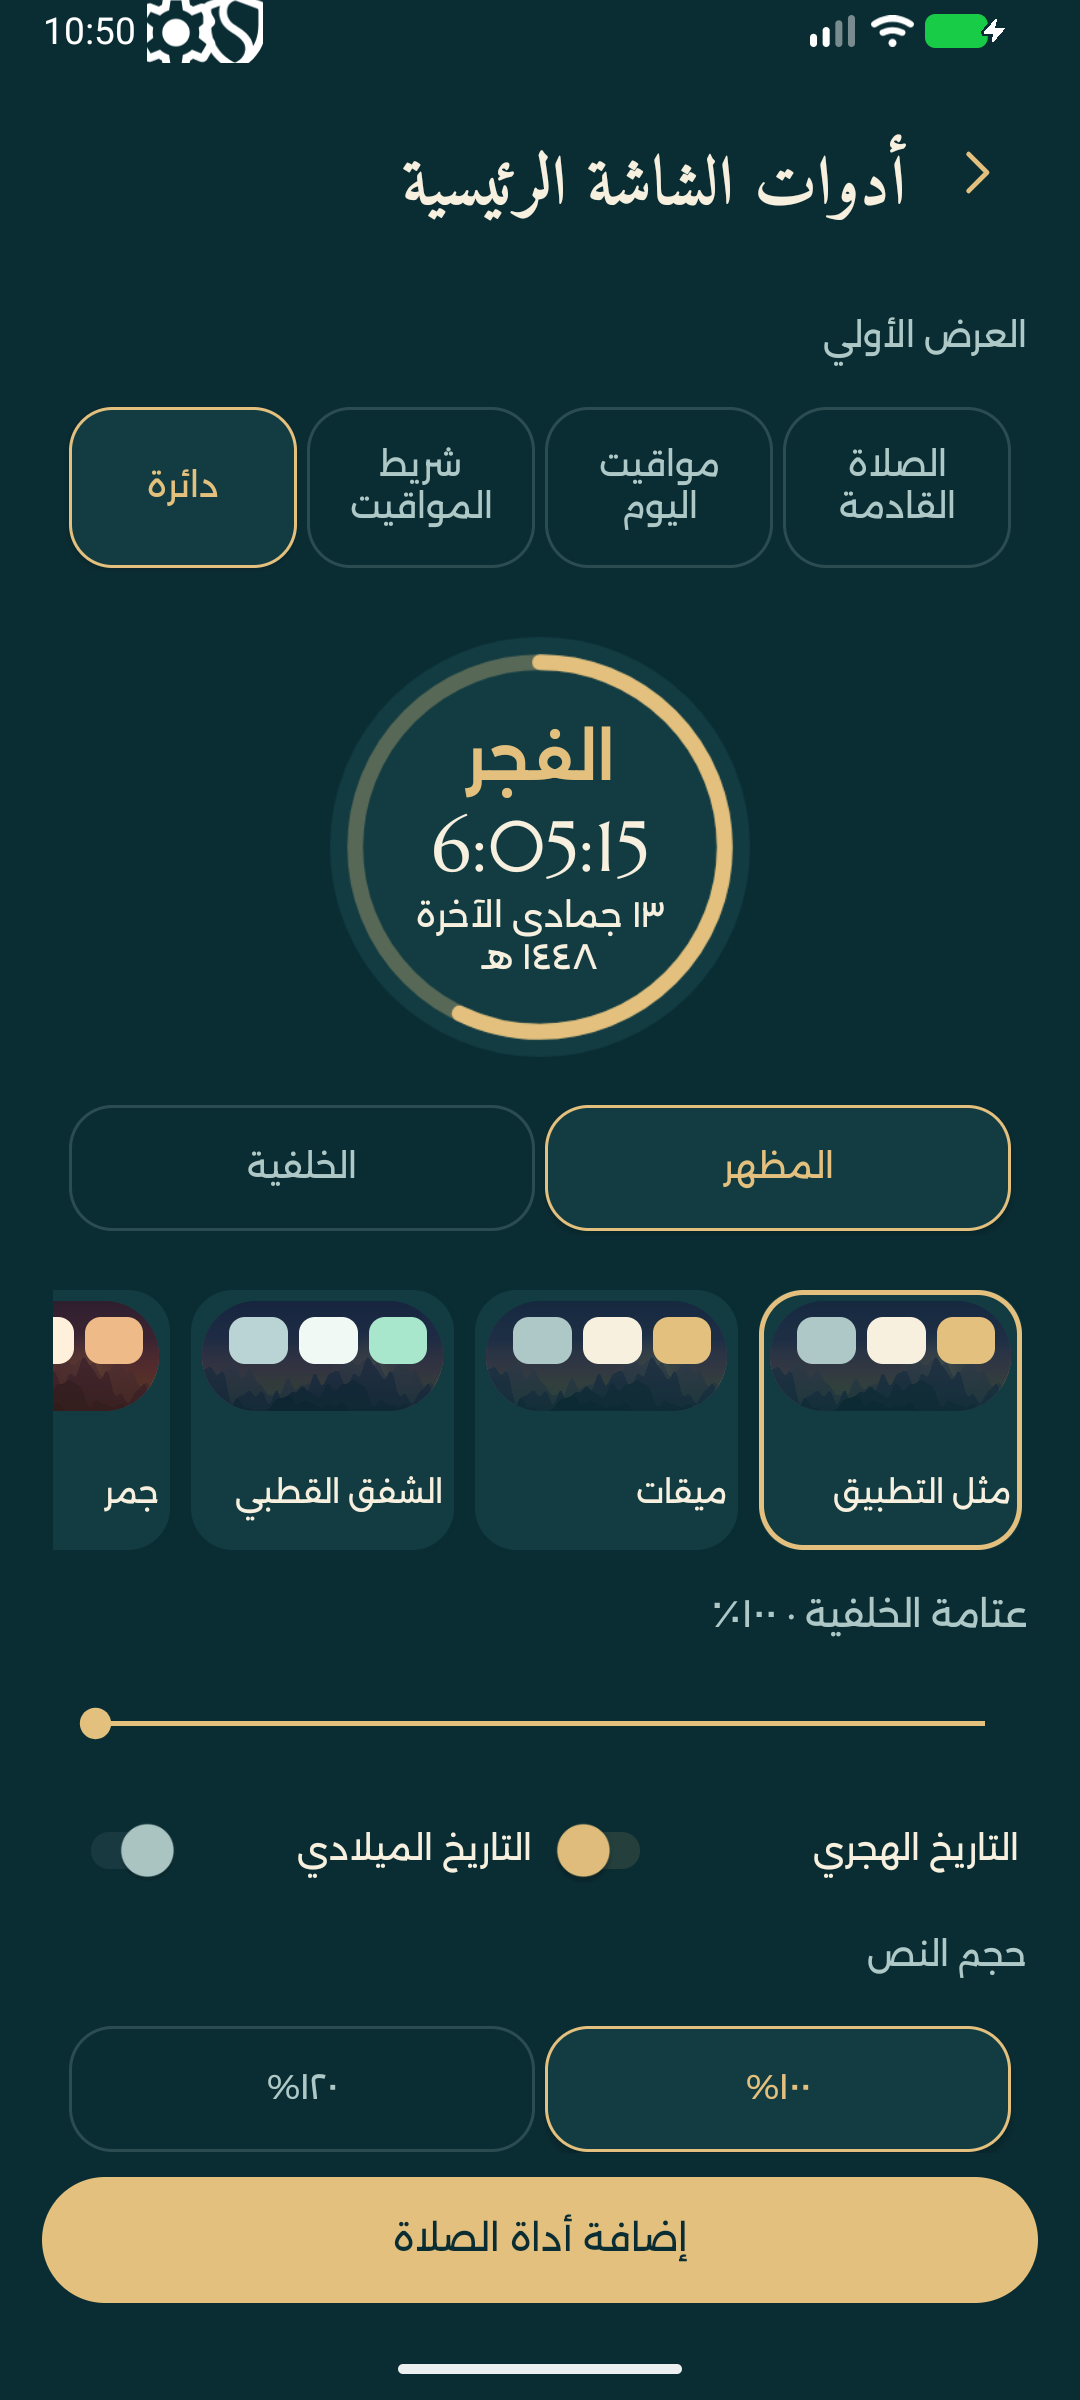 10:50
أدوات الشاشة الرئيسية
العرض الأولي
الصلاة
القادمة
مواقيت
اليوم
شريط
المواقيت
دائرة
الفجر
6:05:15
١٣ جمادى الآخرة
١٤٤٨ هـ
المظهر
الخلفية
مثل التطبيق
ميقات
الشفق القطبي
جمر
عتامة الخلفية · ١٠٠٪
التاريخ الهجري
التاريخ الميلادي
حجم النص
١٠٠%
١٢٠%
إضافة أداة الصلاة